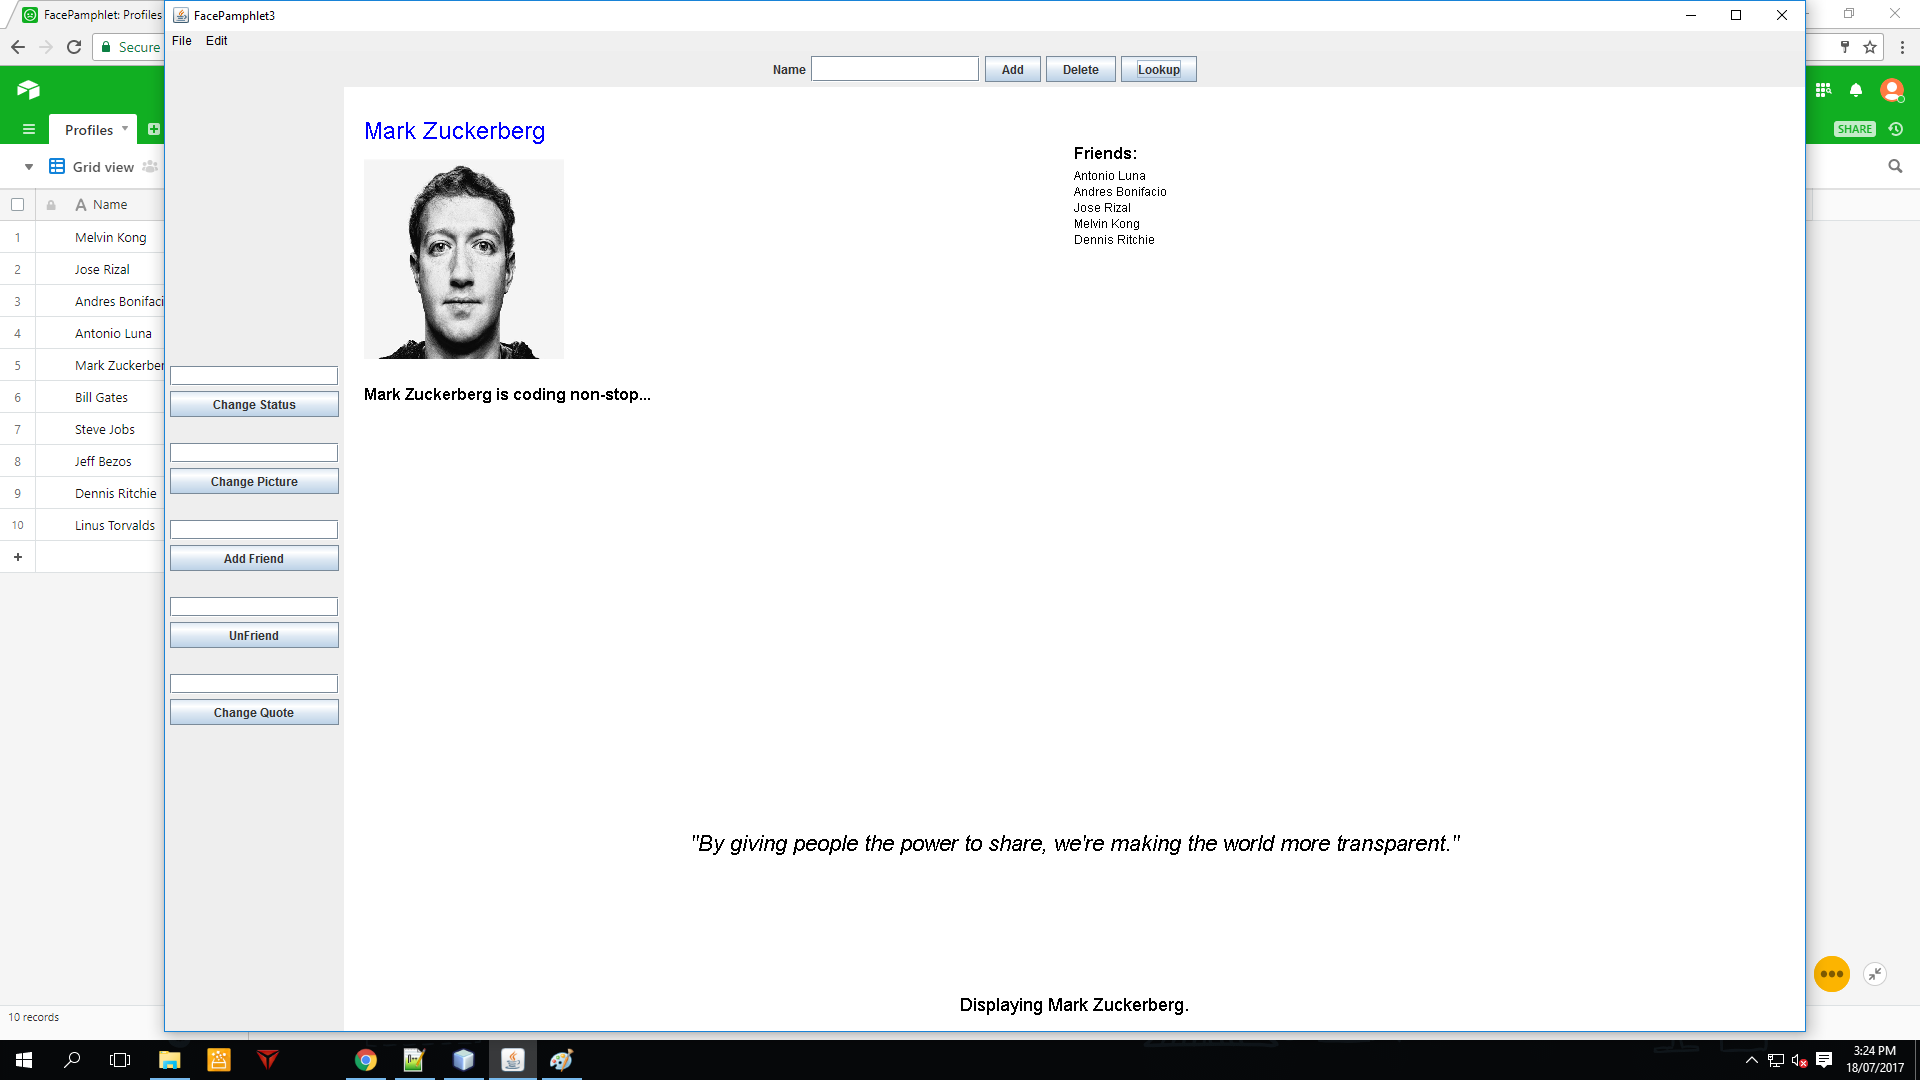 FacePamphlet: Profiles
FacePamphlet3
Secure
File Edit
Name Add Delete Lookup
Profiles
SHARE
Grid view
Name
1 Melvin Kong
2 Jose Rizal
3 Andres Bonifaci
4 Antonio Luna
5 Mark Zuckerber
6 Bill Gates
7 Steve Jobs
8 Jeff Bezos
9 Dennis Ritchie
10 Linus Torvalds
+
10 records
Change Status
Change Picture
Add Friend
UnFriend
Change Quote
Mark Zuckerberg
Friends:
Antonio Luna
Andres Bonifacio
Jose Rizal
Melvin Kong
Dennis Ritchie
Mark Zuckerberg is coding non-stop...
"By giving people the power to share, we're making the world more transparent."
Displaying Mark Zuckerberg.
3:24 PM
18/07/2017